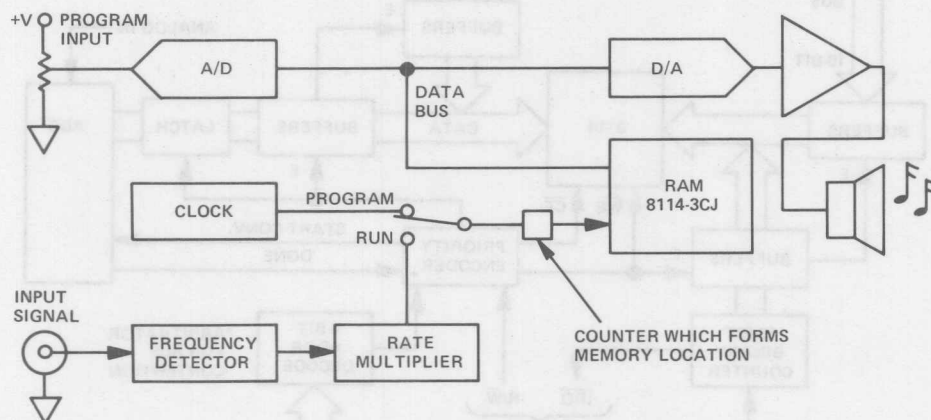 +V
PROGRAM
INPUT
A/D
DATA
BUS
D/A
RAM
8114-3CJ
CLOCK
PROGRAM
RUN
INPUT
SIGNAL
FREQUENCY
DETECTOR
RATE
MULTIPLIER
COUNTER WHICH FORMS
MEMORY LOCATION